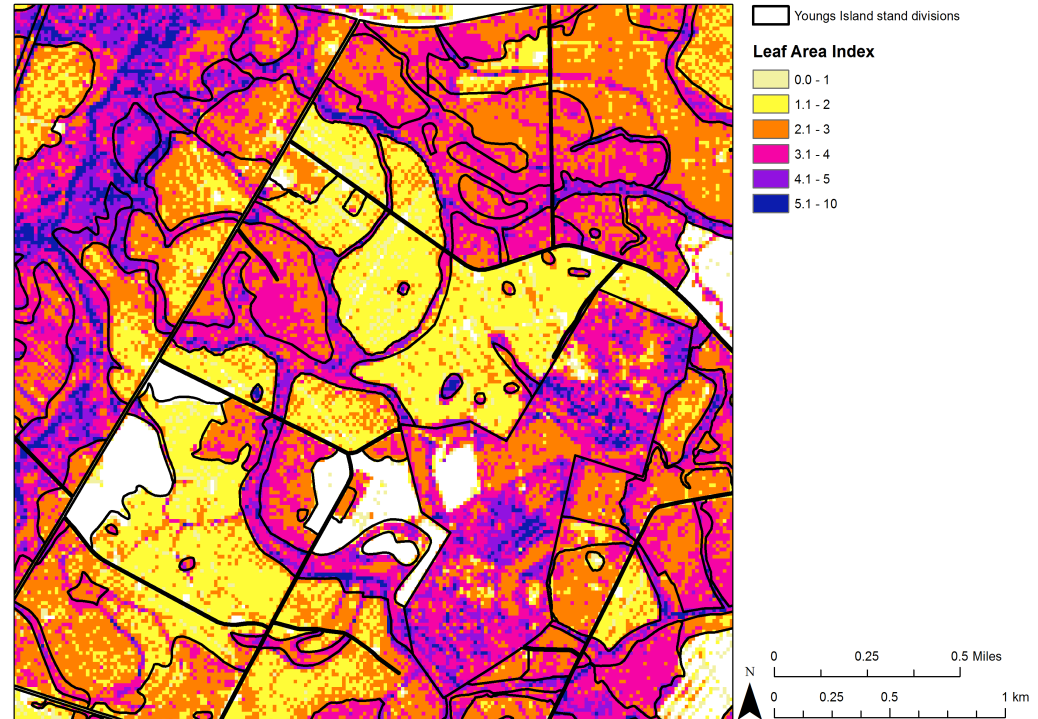 Youngs Island stand divisions
Leaf Area Index
0.0 - 1
1.1 - 2
2.1 - 3
3.1 - 4
4.1 - 5
5.1 - 10
0 0.25 0.5 Miles
N
0 0.25 0.5 1 km